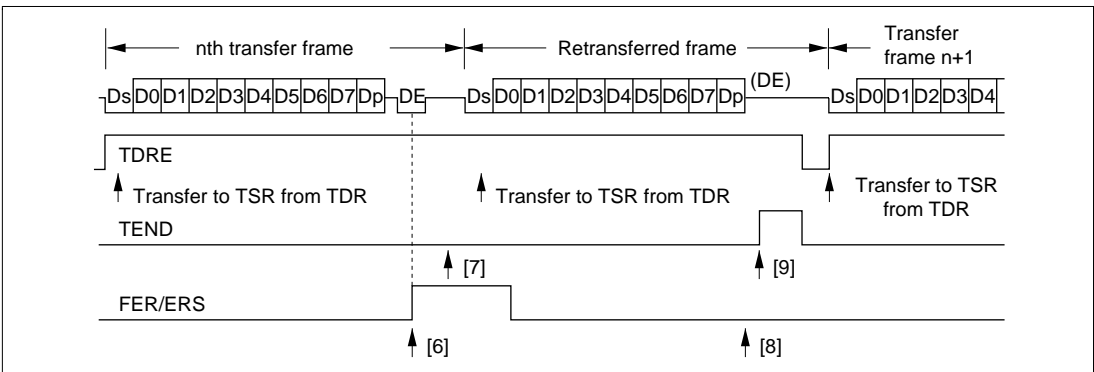 nth transfer frame
Retransferred frame
Transfer
frame n+1
Ds D0 D1 D2 D3 D4 D5 D6 D7 Dp DE
Ds D0 D1 D2 D3 D4 D5 D6 D7 Dp
(DE)
Ds D0 D1 D2 D3 D4
TDRE
Transfer to TSR from TDR
Transfer to TSR from TDR
Transfer to TSR
from TDR
TEND
[7]
[9]
FER/ERS
[6]
[8]